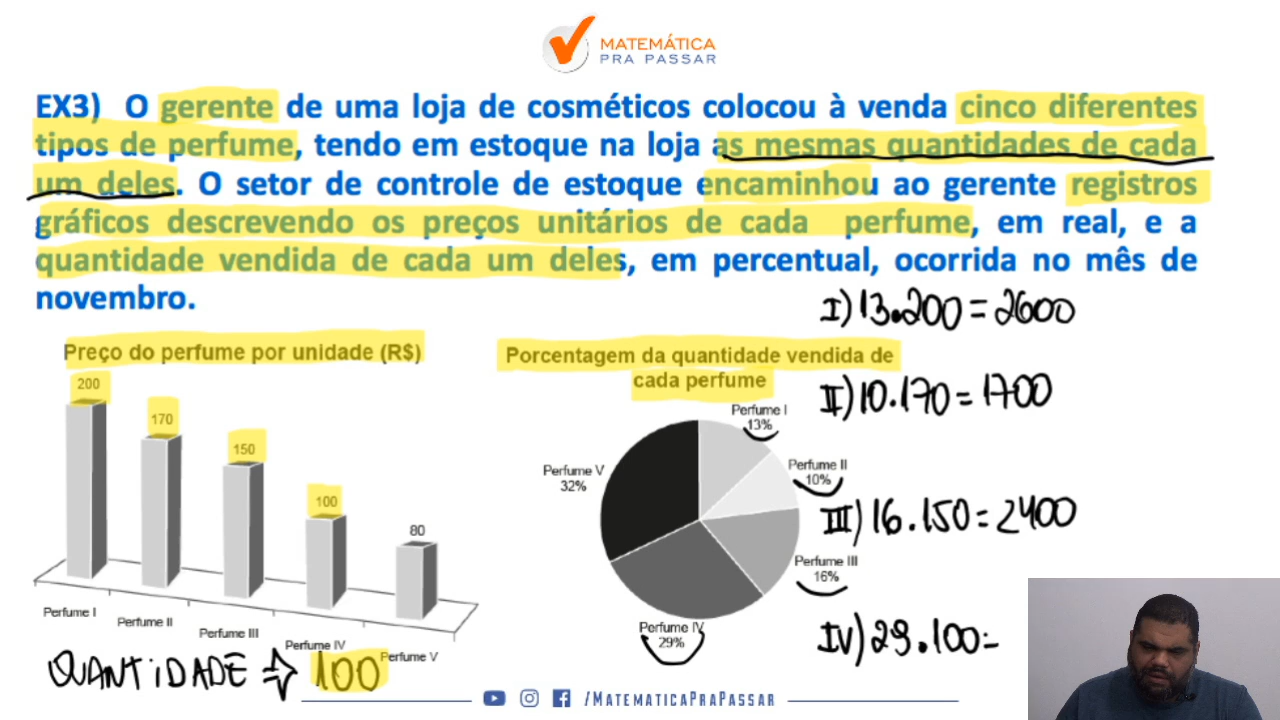 MATEMÁTICA
PRA PASSAR
EX3) O gerente de uma loja de cosméticos colocou à venda cinco diferentes
tipos de perfume, tendo em estoque na loja as mesmas quantidades de cada
um deles. O setor de controle de estoque encaminhou ao gerente registros
gráficos descrevendo os preços unitários de cada perfume, em real, e a
quantidade vendida de cada um deles, em percentual, ocorrida no mês de
novembro.
I) 13.200 = 2600
Preço do perfume por unidade (R$)
200
170
150
100
80
Perfume I
Perfume II
Perfume III
Perfume IV
Perfume V
QUANTIDADE ⇒ 100
Porcentagem da quantidade vendida de
cada perfume
Perfume I
13%
Perfume II
10%
Perfume III
16%
Perfume IV
29%
Perfume V
32%
II) 10.170 = 1700
III) 16.150 = 2400
IV) 29.100 =
/MATEMATICAPRAPASSAR